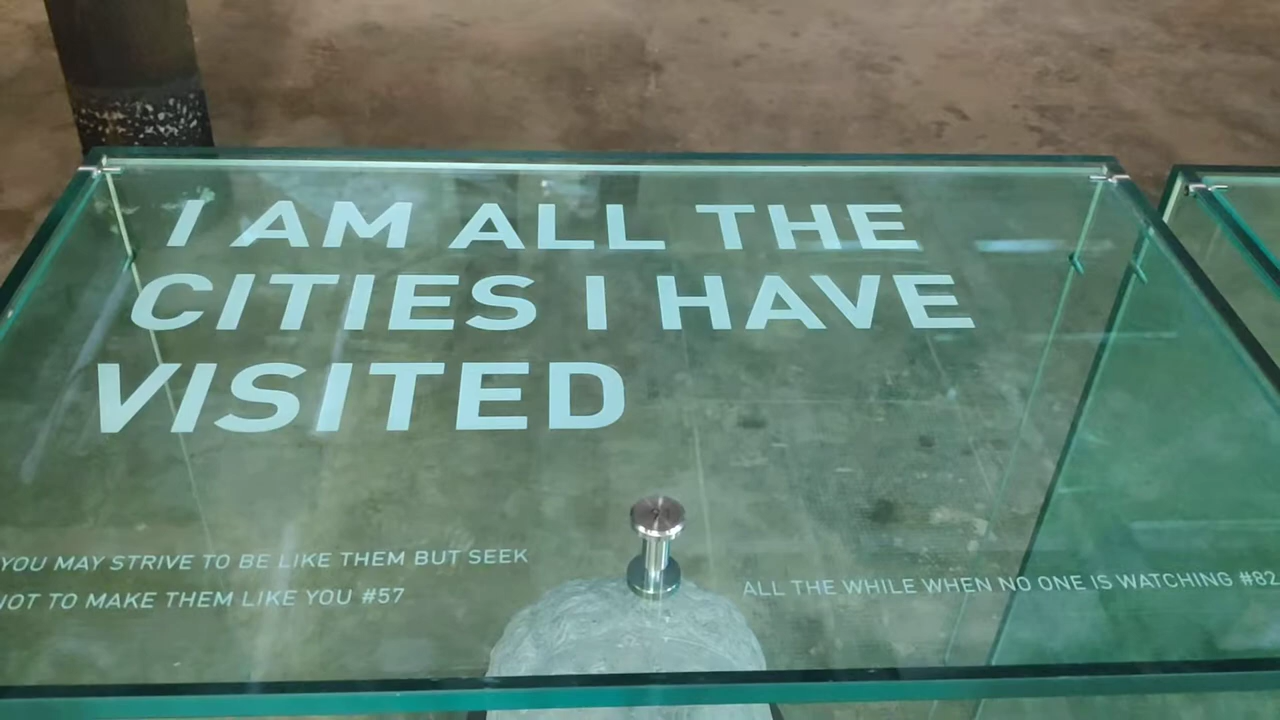 I AM ALL THE
CITIES I HAVE
VISITED
YOU MAY STRIVE TO BE LIKE THEM BUT SEEK
NOT TO MAKE THEM LIKE YOU #57
ALL THE WHILE WHEN NO ONE IS WATCHING #82